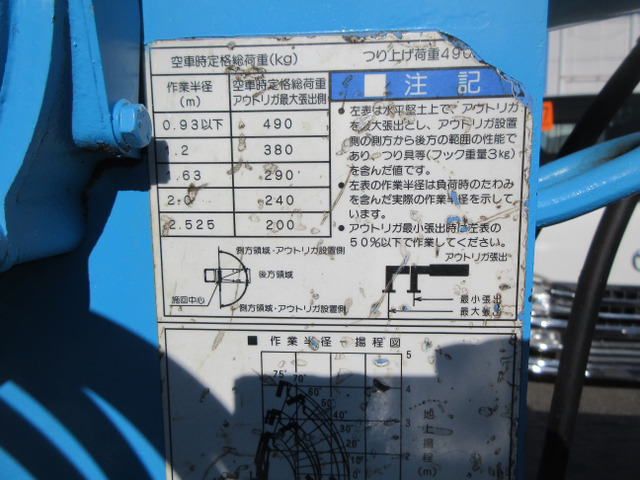 空車時定格総荷重(kg) つり上げ荷重490
作業半径
(m)
空車時定格総荷重
アウトリガ最大張出側
0.93以下 490
.2 380
.63 290
2.0 240
2.525 200
注記
●左表は水平堅土上で、アウトリガ
を最大張出とし、アウトリガ設置
側の側方から後方の範囲の性能で
あり、つり具等(フック重量3kg)
を含んだ値です。
●左表の作業半径は負荷時のたわみ
を含んだ実際の作業半径を示して
います。
●アウトリガ最小張出時は左表の
50%以下で作業してください。
側方領域・アウトリガ設置側
後方領域
旋回中心
側方領域・アウトリガ設置側
アウトリガ張出
最小張出
最大張出
■作業半径-揚程図
75°
70°
60°
50°
40°
30°
20°
10°
0°
5
4
3
2
地上揚程(m)